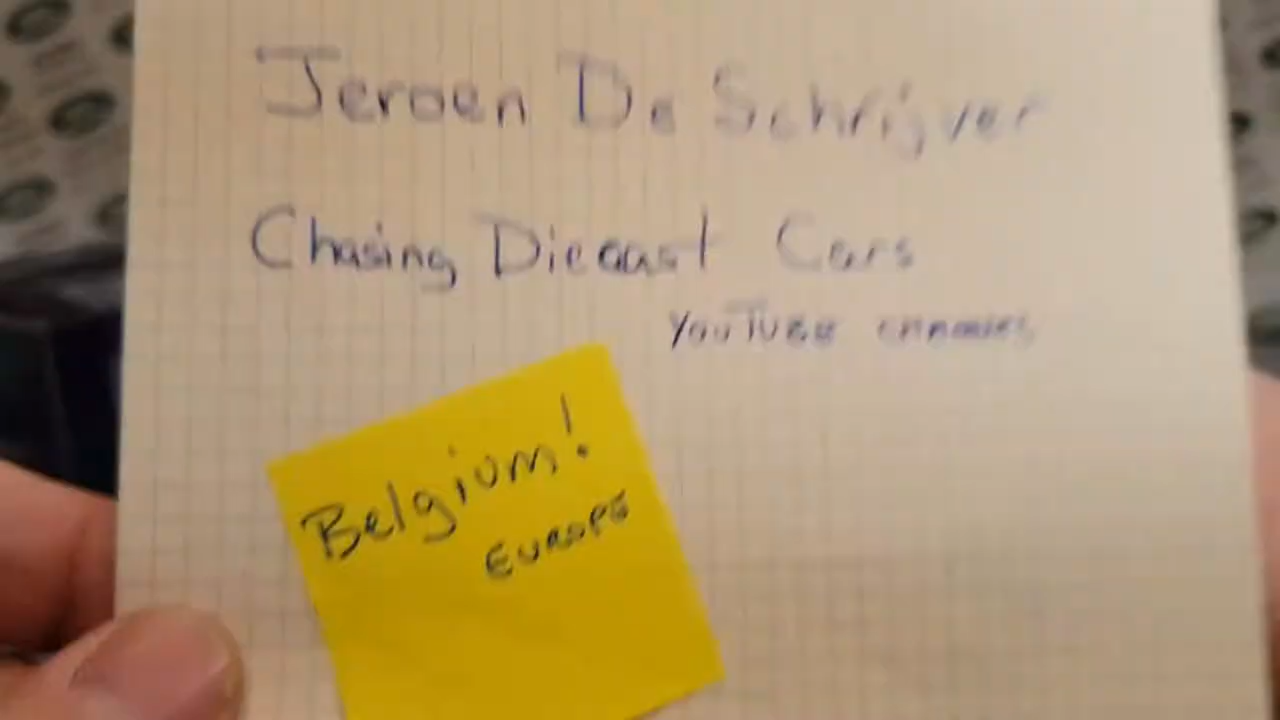 Jeroen De Schrijver
Chasing Diecast Cars
YouTube channel
Belgium!
EUROPE